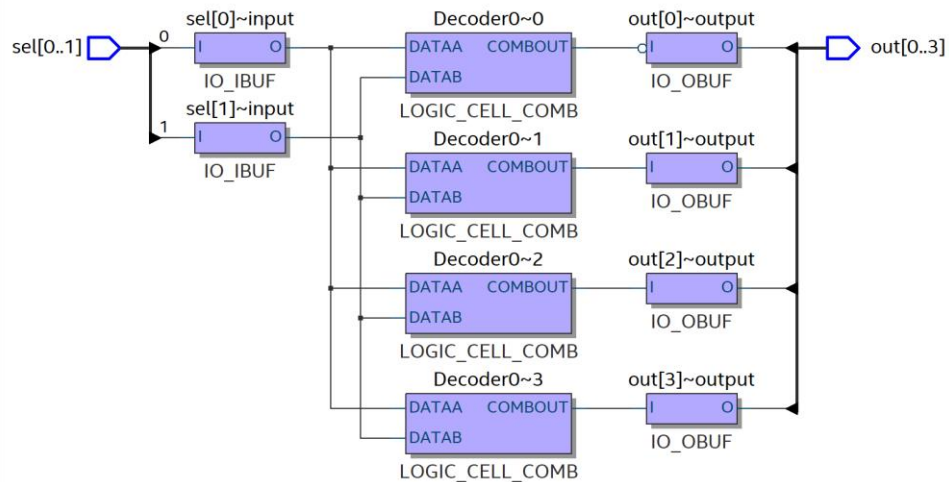 sel[0..1]
0
sel[0]~input
I O
IO_IBUF
1
sel[1]~input
I O
IO_IBUF
Decoder0~0
DATAA COMBOUT
DATAB
LOGIC_CELL_COMB
out[0]~output
I O
IO_OBUF
out[0..3]
Decoder0~1
DATAA COMBOUT
DATAB
LOGIC_CELL_COMB
out[1]~output
I O
IO_OBUF
Decoder0~2
DATAA COMBOUT
DATAB
LOGIC_CELL_COMB
out[2]~output
I O
IO_OBUF
Decoder0~3
DATAA COMBOUT
DATAB
LOGIC_CELL_COMB
out[3]~output
I O
IO_OBUF